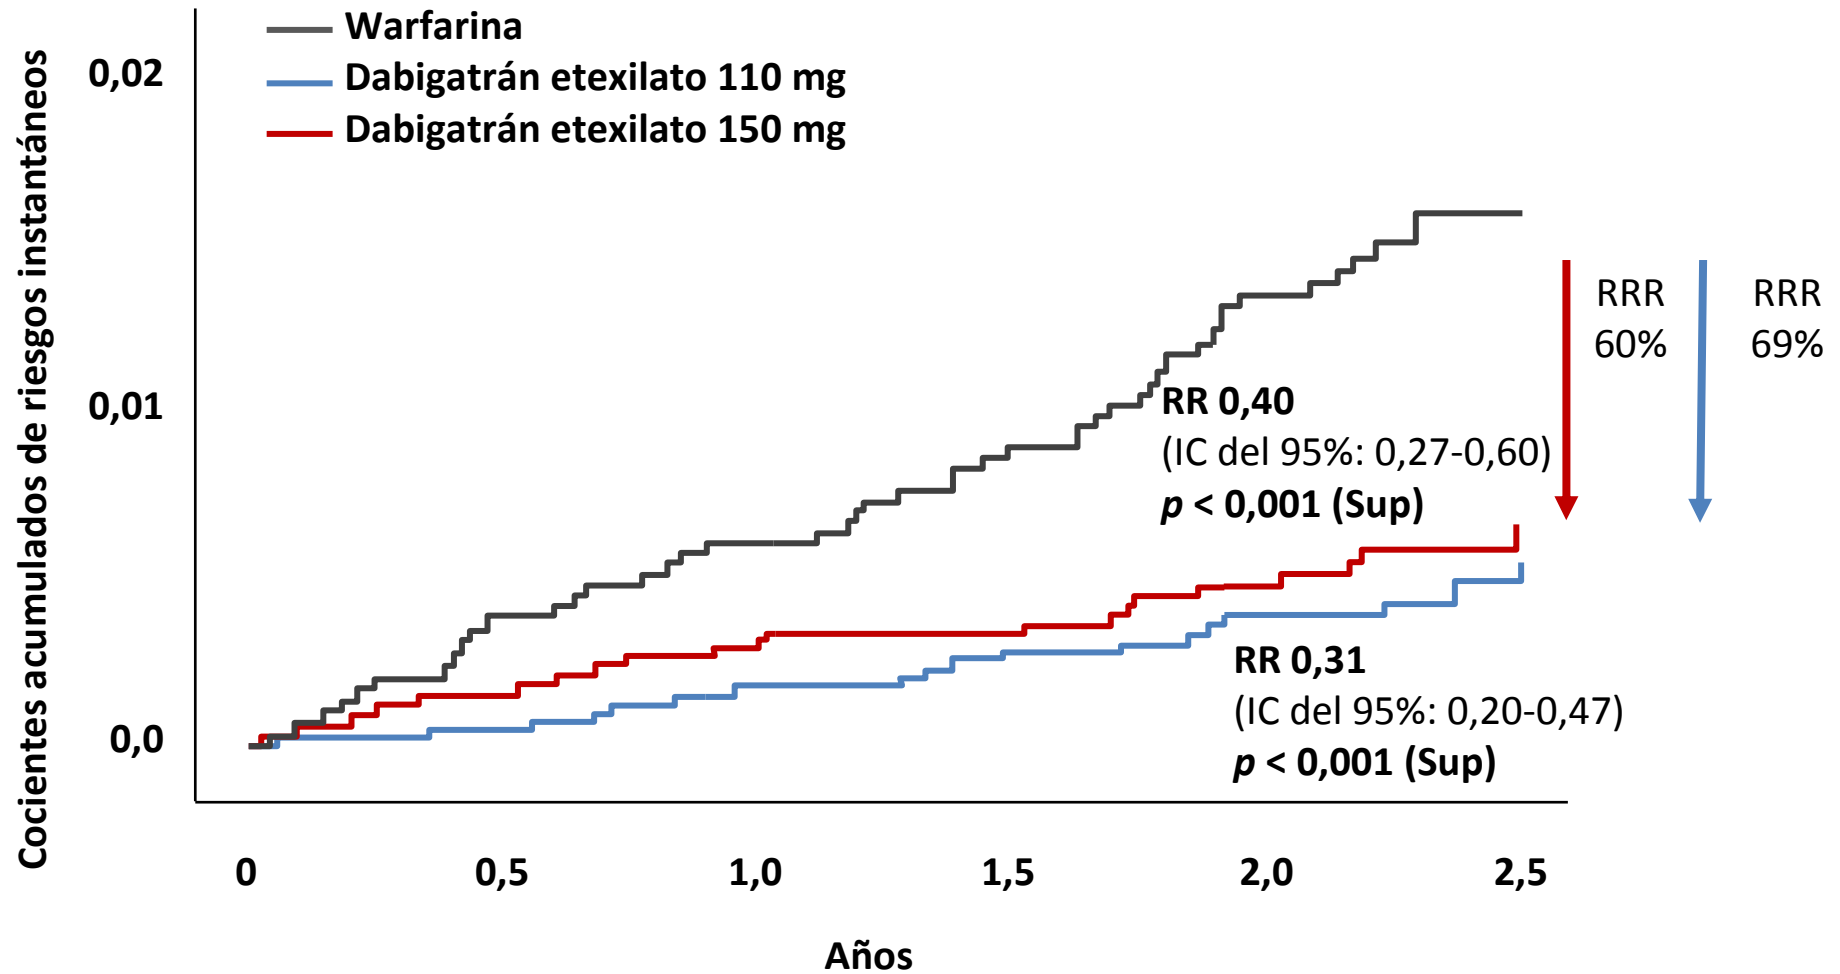 Warfarina
Dabigatrán etexilato 110 mg
Dabigatrán etexilato 150 mg
Cocientes acumulados de riesgos instantáneos
0,02
0,01
0,0
RRR
60%
RRR
69%
RR 0,40
(IC del 95%: 0,27-0,60)
p < 0,001 (Sup)
RR 0,31
(IC del 95%: 0,20-0,47)
p < 0,001 (Sup)
0
0,5
1,0
1,5
2,0
2,5
Años